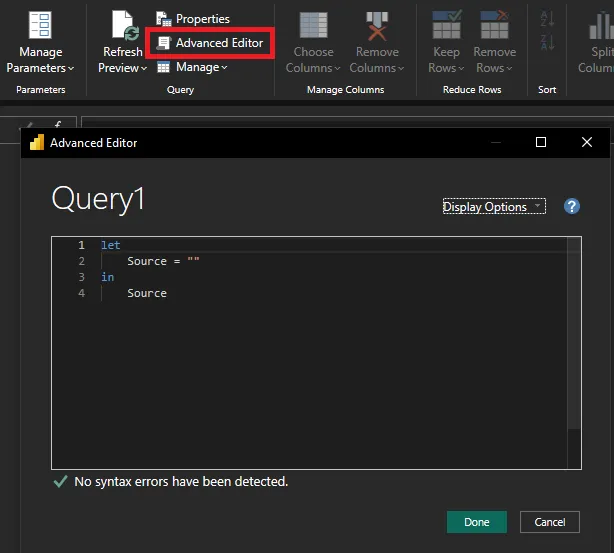 Manage
Parameters
Parameters
Refresh
Preview
Properties
Advanced Editor
Manage
Query
Choose
Columns
Remove
Columns
Manage Columns
Keep
Rows
Remove
Rows
Reduce Rows
Sort
Split
Advanced Editor
Query1
Display Options
?
1 let
2 Source = ""
3 in
4 Source
No syntax errors have been detected.
Done
Cancel